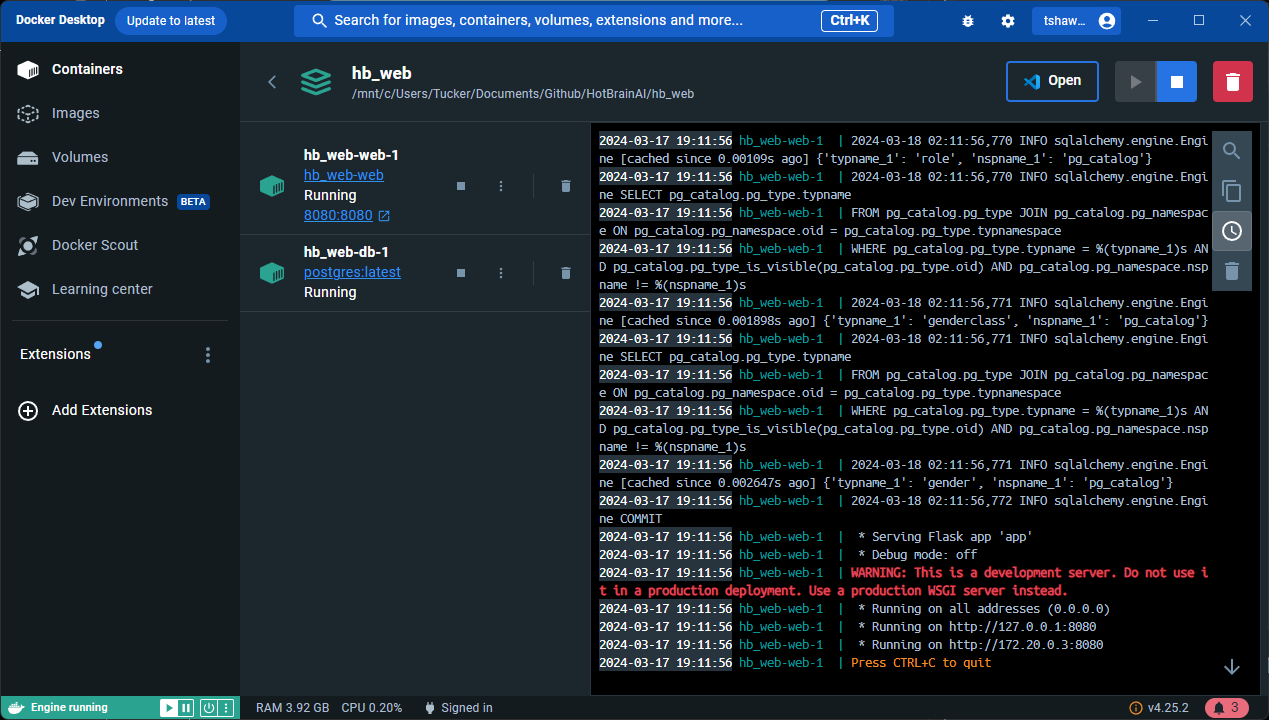 Docker Desktop
Update to latest
Search for images, containers, volumes, extensions and more...
Ctrl+K
tshaw...
Containers
Images
Volumes
Dev Environments BETA
Docker Scout
Learning center
Extensions
Add Extensions
hb_web
/mnt/c/Users/Tucker/Documents/Github/HotBrainAI/hb_web
Open
hb_web-web-1
hb_web-web
Running
8080:8080
hb_web-db-1
postgres:latest
Running
2024-03-17 19:11:56 hb_web-web-1 | 2024-03-18 02:11:56,770 INFO sqlalchemy.engine.Engi
ne [cached since 0.00109s ago] {'typname_1': 'role', 'nspname_1': 'pg_catalog'}
2024-03-17 19:11:56 hb_web-web-1 | 2024-03-18 02:11:56,770 INFO sqlalchemy.engine.Engi
ne SELECT pg_catalog.pg_type.typname
2024-03-17 19:11:56 hb_web-web-1 | FROM pg_catalog.pg_type JOIN pg_catalog.pg_namespac
e ON pg_catalog.pg_namespace.oid = pg_catalog.pg_type.typnamespace
2024-03-17 19:11:56 hb_web-web-1 | WHERE pg_catalog.pg_type.typname = %(typname_1)s AN
D pg_catalog.pg_type_is_visible(pg_catalog.pg_type.oid) AND pg_catalog.pg_namespace.nsp
name != %(nspname_1)s
2024-03-17 19:11:56 hb_web-web-1 | 2024-03-18 02:11:56,771 INFO sqlalchemy.engine.Engi
ne [cached since 0.001898s ago] {'typname_1': 'genderclass', 'nspname_1': 'pg_catalog'}
2024-03-17 19:11:56 hb_web-web-1 | 2024-03-18 02:11:56,771 INFO sqlalchemy.engine.Engi
ne SELECT pg_catalog.pg_type.typname
2024-03-17 19:11:56 hb_web-web-1 | FROM pg_catalog.pg_type JOIN pg_catalog.pg_namespac
e ON pg_catalog.pg_namespace.oid = pg_catalog.pg_type.typnamespace
2024-03-17 19:11:56 hb_web-web-1 | WHERE pg_catalog.pg_type.typname = %(typname_1)s AN
D pg_catalog.pg_type_is_visible(pg_catalog.pg_type.oid) AND pg_catalog.pg_namespace.nsp
name != %(nspname_1)s
2024-03-17 19:11:56 hb_web-web-1 | 2024-03-18 02:11:56,771 INFO sqlalchemy.engine.Engi
ne [cached since 0.002647s ago] {'typname_1': 'gender', 'nspname_1': 'pg_catalog'}
2024-03-17 19:11:56 hb_web-web-1 | 2024-03-18 02:11:56,772 INFO sqlalchemy.engine.Engi
ne COMMIT
2024-03-17 19:11:56 hb_web-web-1 | * Serving Flask app 'app'
2024-03-17 19:11:56 hb_web-web-1 | * Debug mode: off
2024-03-17 19:11:56 hb_web-web-1 | WARNING: This is a development server. Do not use i
t in a production deployment. Use a production WSGI server instead.
2024-03-17 19:11:56 hb_web-web-1 | * Running on all addresses (0.0.0.0)
2024-03-17 19:11:56 hb_web-web-1 | * Running on http://127.0.0.1:8080
2024-03-17 19:11:56 hb_web-web-1 | * Running on http://172.20.0.3:8080
2024-03-17 19:11:56 hb_web-web-1 | Press CTRL+C to quit
Engine running
RAM 3.92 GB CPU 0.20% Signed in
v4.25.2
3